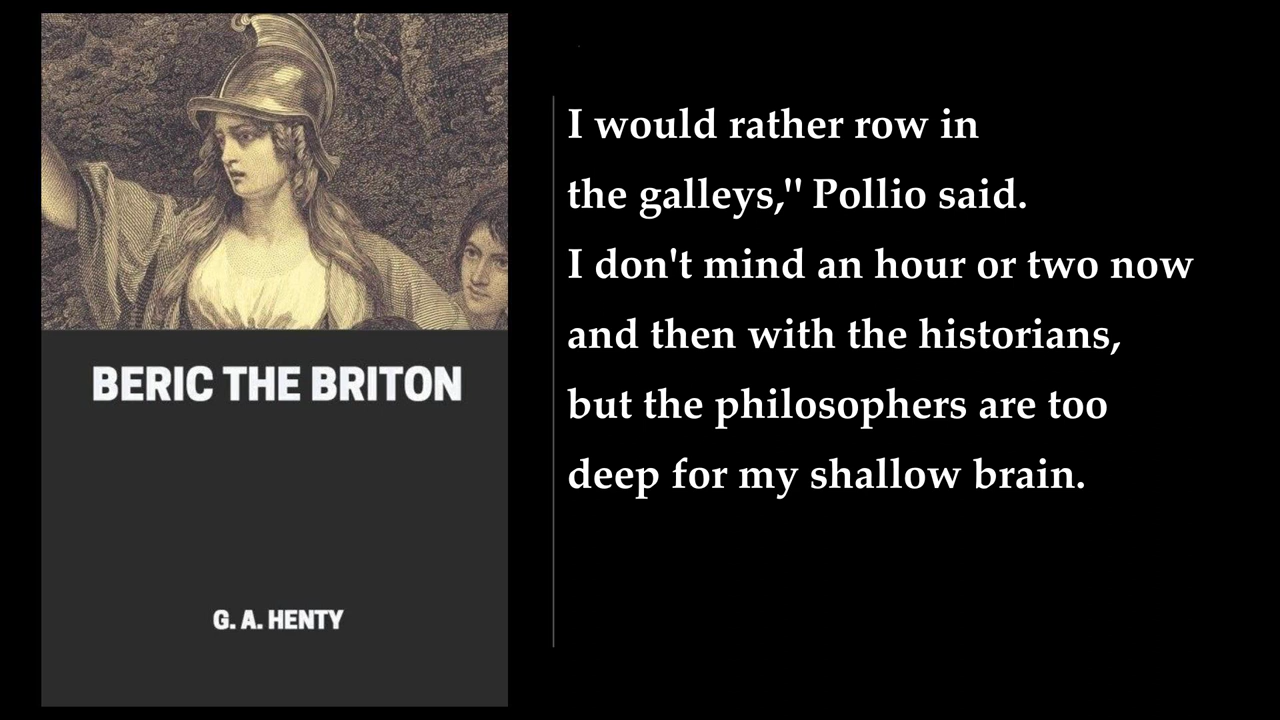 BERIC THE BRITON
G. A. HENTY
I would rather row in
the galleys," Pollio said.
I don't mind an hour or two now
and then with the historians,
but the philosophers are too
deep for my shallow brain.